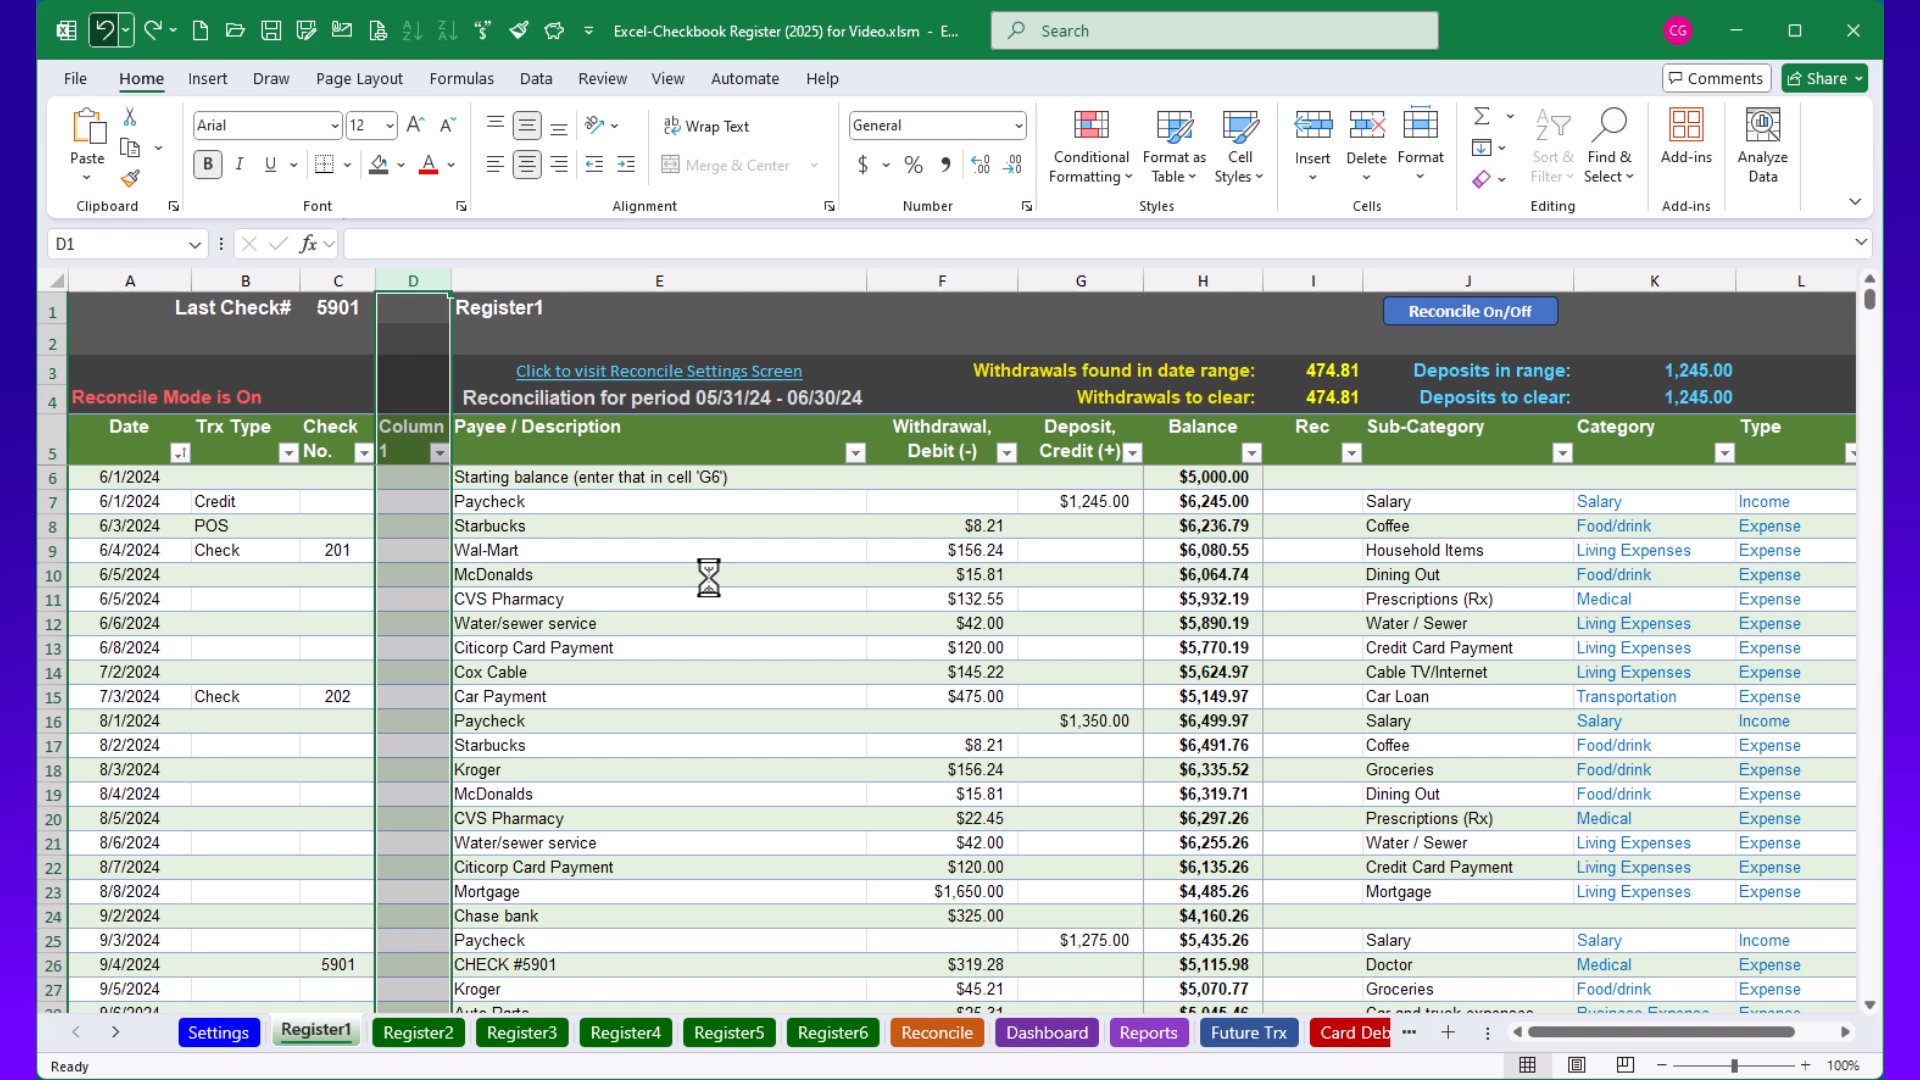 Excel-Checkbook Register (2025) for Video.xlsm - E...
Search
CG
File Home Insert Draw Page Layout Formulas Data Review View Automate Help
Comments
Share
Paste
Clipboard
Arial 12
B I U
Font
Wrap Text
Merge & Center
Alignment
General
$ % ,
Number
Conditional Formatting
Format as Table
Cell Styles
Styles
Insert Delete Format
Cells
Sort & Filter
Find & Select
Editing
Add-ins
Add-ins
Analyze Data
D1
fx
A B C D E F G H I J K L
1 Last Check# 5901 Register1 Reconcile On/Off
2
3 Click to visit Reconcile Settings Screen Withdrawals found in date range: 474.81 Deposits in range: 1,245.00
4 Reconcile Mode is On Reconciliation for period 05/31/24 - 06/30/24 Withdrawals to clear: 474.81 Deposits to clear: 1,245.00
5 Date Trx Type Check No. Column 1 Payee / Description Withdrawal, Debit (-) Deposit, Credit (+) Balance Rec Sub-Category Category Type
6 6/1/2024 Starting balance (enter that in cell 'G6') $5,000.00
7 6/1/2024 Credit Paycheck $1,245.00 $6,245.00 Salary Salary Income
8 6/3/2024 POS Starbucks $8.21 $6,236.79 Coffee Food/drink Expense
9 6/4/2024 Check 201 Wal-Mart $156.24 $6,080.55 Household Items Living Expenses Expense
10 6/5/2024 McDonalds $15.81 $6,064.74 Dining Out Food/drink Expense
11 6/5/2024 CVS Pharmacy $132.55 $5,932.19 Prescriptions (Rx) Medical Expense
12 6/6/2024 Water/sewer service $42.00 $5,890.19 Water / Sewer Living Expenses Expense
13 6/8/2024 Citicorp Card Payment $120.00 $5,770.19 Credit Card Payment Living Expenses Expense
14 7/2/2024 Cox Cable $145.22 $5,624.97 Cable TV/Internet Living Expenses Expense
15 7/3/2024 Check 202 Car Payment $475.00 $5,149.97 Car Loan Transportation Expense
16 8/1/2024 Paycheck $1,350.00 $6,499.97 Salary Salary Income
17 8/2/2024 Starbucks $8.21 $6,491.76 Coffee Food/drink Expense
18 8/3/2024 Kroger $156.24 $6,335.52 Groceries Food/drink Expense
19 8/4/2024 McDonalds $15.81 $6,319.71 Dining Out Food/drink Expense
20 8/5/2024 CVS Pharmacy $22.45 $6,297.26 Prescriptions (Rx) Medical Expense
21 8/6/2024 Water/sewer service $42.00 $6,255.26 Water / Sewer Living Expenses Expense
22 8/7/2024 Citicorp Card Payment $120.00 $6,135.26 Credit Card Payment Living Expenses Expense
23 8/8/2024 Mortgage $1,650.00 $4,485.26 Mortgage Living Expenses Expense
24 9/2/2024 Chase bank $325.00 $4,160.26
25 9/3/2024 Paycheck $1,275.00 $5,435.26 Salary Salary Income
26 9/4/2024 5901 CHECK #5901 $319.28 $5,115.98 Doctor Medical Expense
27 9/5/2024 Kroger $45.21 $5,070.77 Groceries Food/drink Expense
Settings Register1 Register2 Register3 Register4 Register5 Register6 Reconcile Dashboard Reports Future Trx Card Deb
Ready
100%